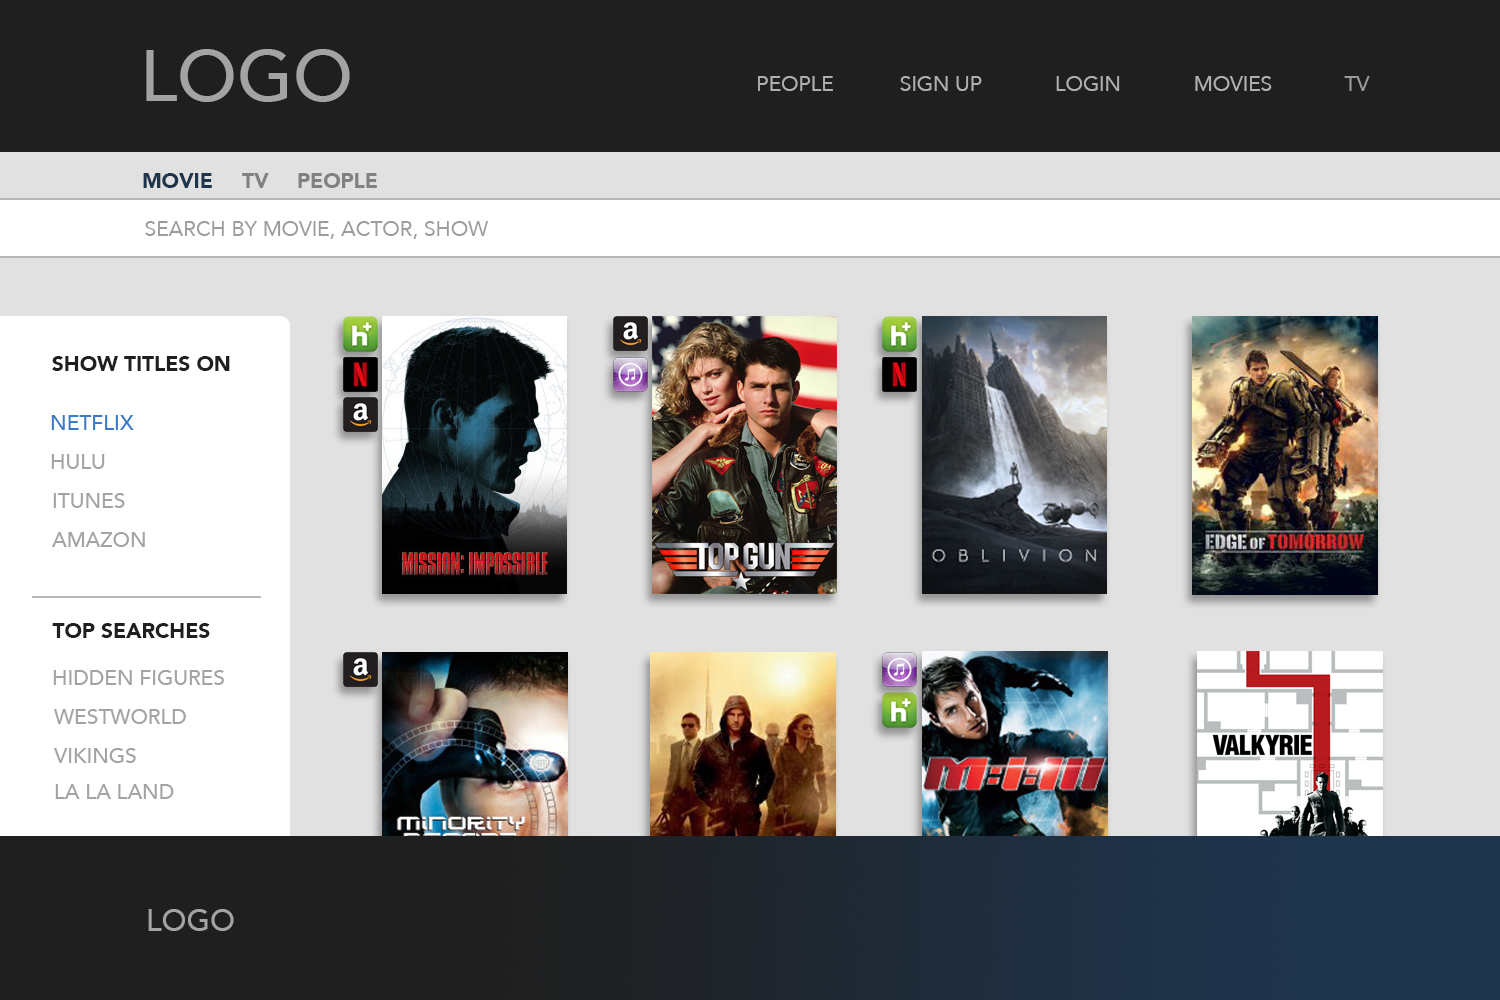 LOGO
PEOPLE SIGN UP LOGIN MOVIES TV
MOVIE TV PEOPLE
SEARCH BY MOVIE, ACTOR, SHOW
SHOW TITLES ON
NETFLIX
HULU
ITUNES
AMAZON
TOP SEARCHES
HIDDEN FIGURES
WESTWORLD
VIKINGS
LA LA LAND
h+
N
a
MISSION: IMPOSSIBLE
a
TOP GUN
h+
N
OBLIVION
EDGE OF TOMORROW
a
MINORITY
h+
M:i:III
VALKYRIE
LOGO